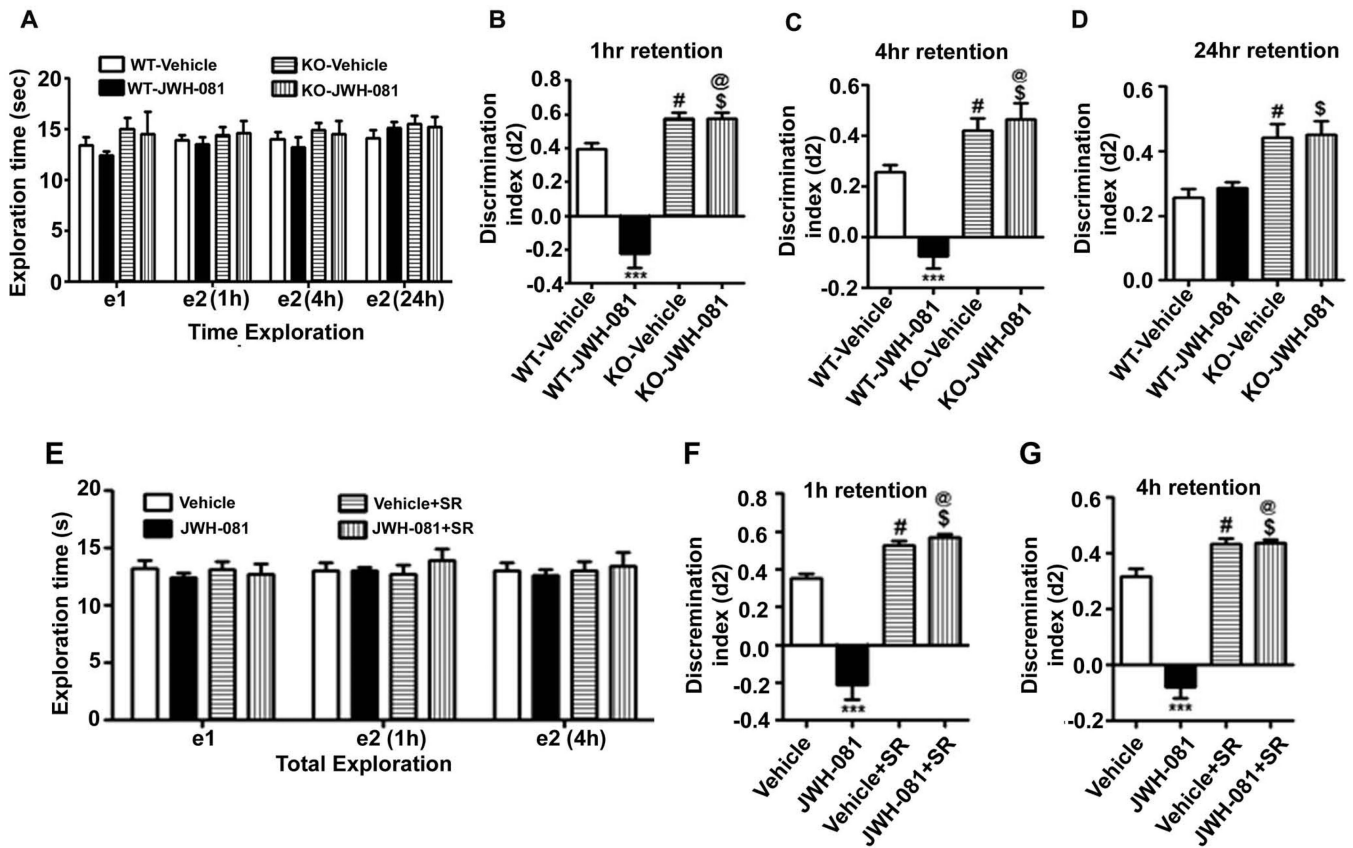 A
WT-Vehicle
KO-Vehicle
WT-JWH-081
KO-JWH-081
Exploration time (sec)
20
15
10
5
0
e1
e2 (1h)
e2 (4h)
e2 (24h)
Time Exploration
B
1hr retention
Discrimination
index (d2)
0.8
0.6
0.4
0.2
0.0
-0.2
-0.4
***
#
@
$
WT-Vehicle
WT-JWH-081
KO-Vehicle
KO-JWH-081
C
4hr retention
Discrimination
index (d2)
0.6
0.4
0.2
0.0
-0.2
***
#
@
$
WT-Vehicle
WT-JWH-081
KO-Vehicle
KO-JWH-081
D
24hr retention
Discrimination
index (d2)
0.6
0.4
0.2
0.0
#
$
WT-Vehicle
WT-JWH-081
KO-Vehicle
KO-JWH-081
E
Vehicle
Vehicle+SR
JWH-081
JWH-081+SR
Exploration time (s)
20
15
10
5
0
e1
e2 (1h)
e2 (4h)
Total Exploration
F
1h retention
Discremination
index (d2)
0.8
0.6
0.4
0.2
-0.0
-0.2
-0.4
***
#
@
$
Vehicle
JWH-081
Vehicle+SR
JWH-081+SR
G
4h retention
Discremination
index (d2)
0.6
0.4
0.2
0.0
-0.2
***
#
@
$
Vehicle
JWH-081
Vehicle+SR
JWH-081+SR